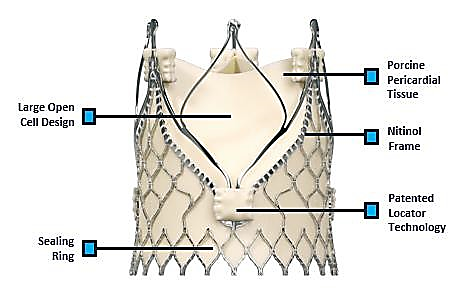 Porcine
Pericardial
Tissue
Large Open
Cell Design
Nitinol
Frame
Patented
Locator
Technology
Sealing
Ring